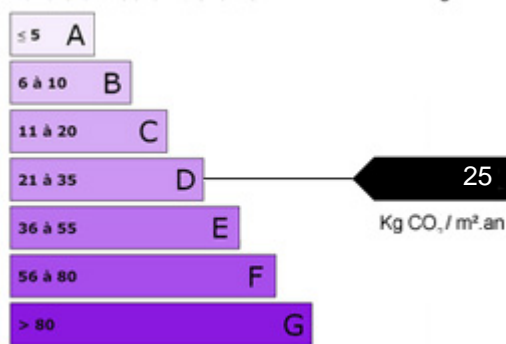 ≤ 5 A
6 à 10 B
11 à 20 C
21 à 35 D
25
36 à 55 E
Kg CO₂/ m².an
56 à 80 F
> 80 G